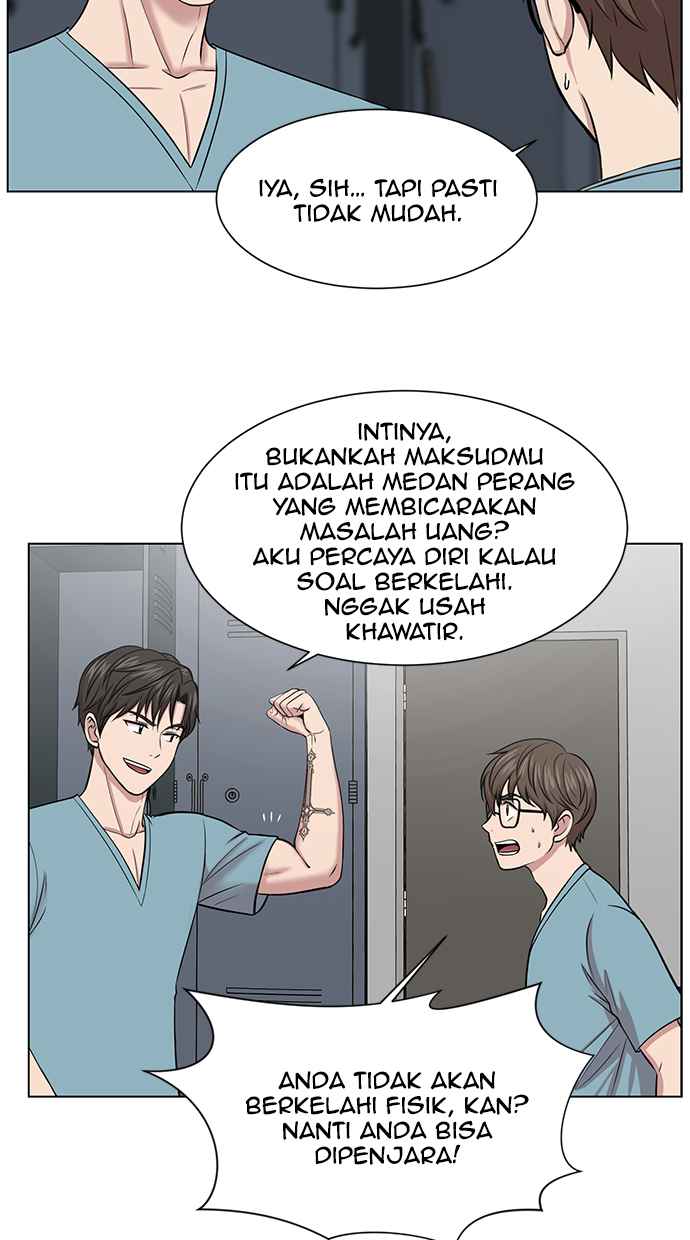 IYA, SIH... TAPI PASTI
TIDAK MUDAH.
INTINYA,
BUKANKAH MAKSUDMU
ITU ADALAH MEDAN PERANG
YANG MEMBICARAKAN
MASALAH UANG?
AKU PERCAYA DIRI KALAU
SOAL BERKELAHI.
NGGAK USAH
KHAWATIR.
ANDA TIDAK AKAN
BERKELAHI FISIK, KAN?
NANTI ANDA BISA
DIPENJARA!